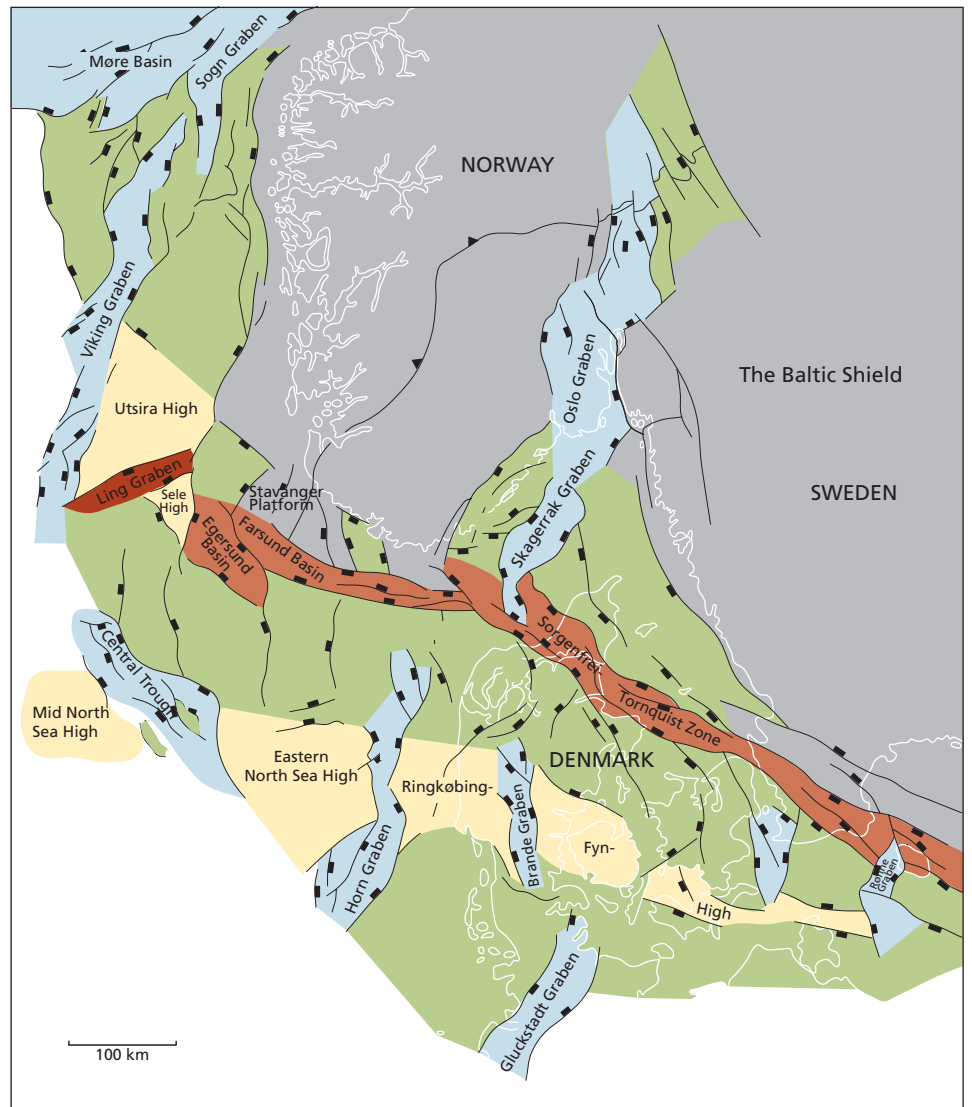 Møre Basin
Sogn Graben
NORWAY
Viking Graben
Oslo Graben
The Baltic Shield
Utsira High
Ling Graben
Sele
High
Stavanger
Platform
SWEDEN
Skagerrak Graben
Egersund
Basin
Farsund Basin
Sorgenfrei-
Tornquist Zone
Central Trough
Mid North
Sea High
Eastern
North Sea High
DENMARK
Ringkøbing-
Brande Graben
Fyn-
Horn Graben
Rønne
Graben
High
Gluckstadt Graben
100 km